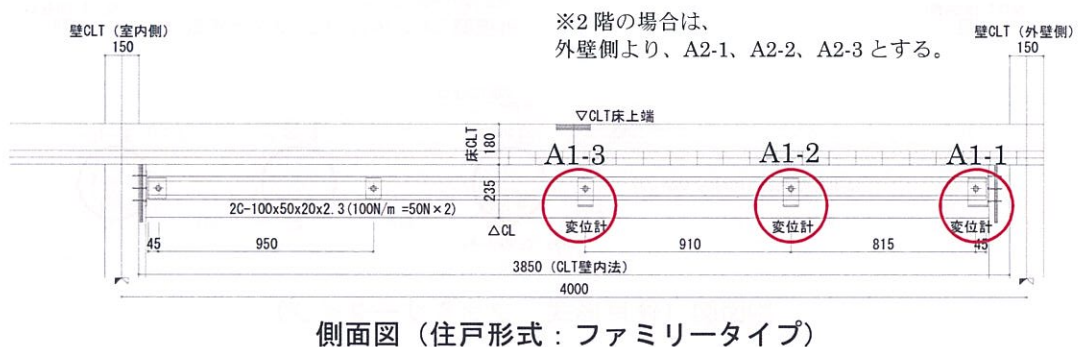 ※2 階の場合は、
外壁側より、A2-1、A2-2、A2-3 とする。
壁CLT（室内側）
150
壁CLT（外壁側）
150
▽CLT床上端
床CLT
180
A1-3
A1-2
A1-1
235
2C-100x50x20x2.3(100N/m =50N×2)
△CL
変位計
変位計
変位計
45
950
910
815
45
3850（CLT壁内法）
4000
側面図（住戸形式：ファミリータイプ）